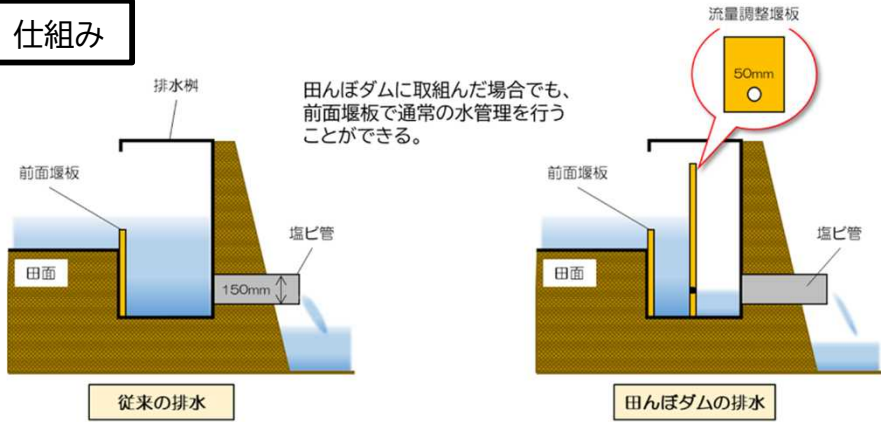 仕組み
流量調整堰板
50mm
排水桝
田んぼダムに取組んだ場合でも、
前面堰板で通常の水管理を行う
ことができる。
前面堰板
塩ビ管
田面
150mm
従来の排水
前面堰板
塩ビ管
田面
田んぼダムの排水